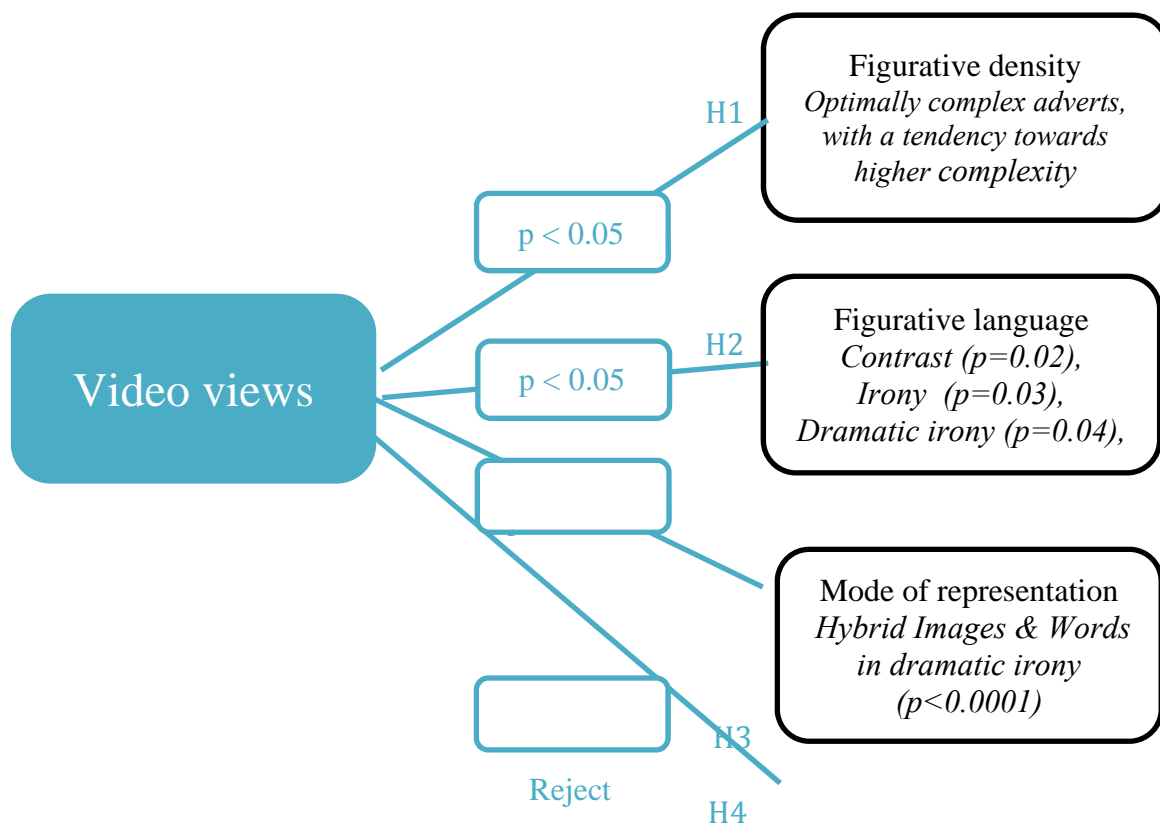 Figurative density
Optimally complex adverts,
with a tendency towards
higher complexity
H1
p < 0.05
Video views
H2
p < 0.05
Figurative language
Contrast (p=0.02),
Irony (p=0.03),
Dramatic irony (p=0.04),
Mode of representation
Hybrid Images & Words
in dramatic irony
(p<0.0001)
H3
Reject
H4